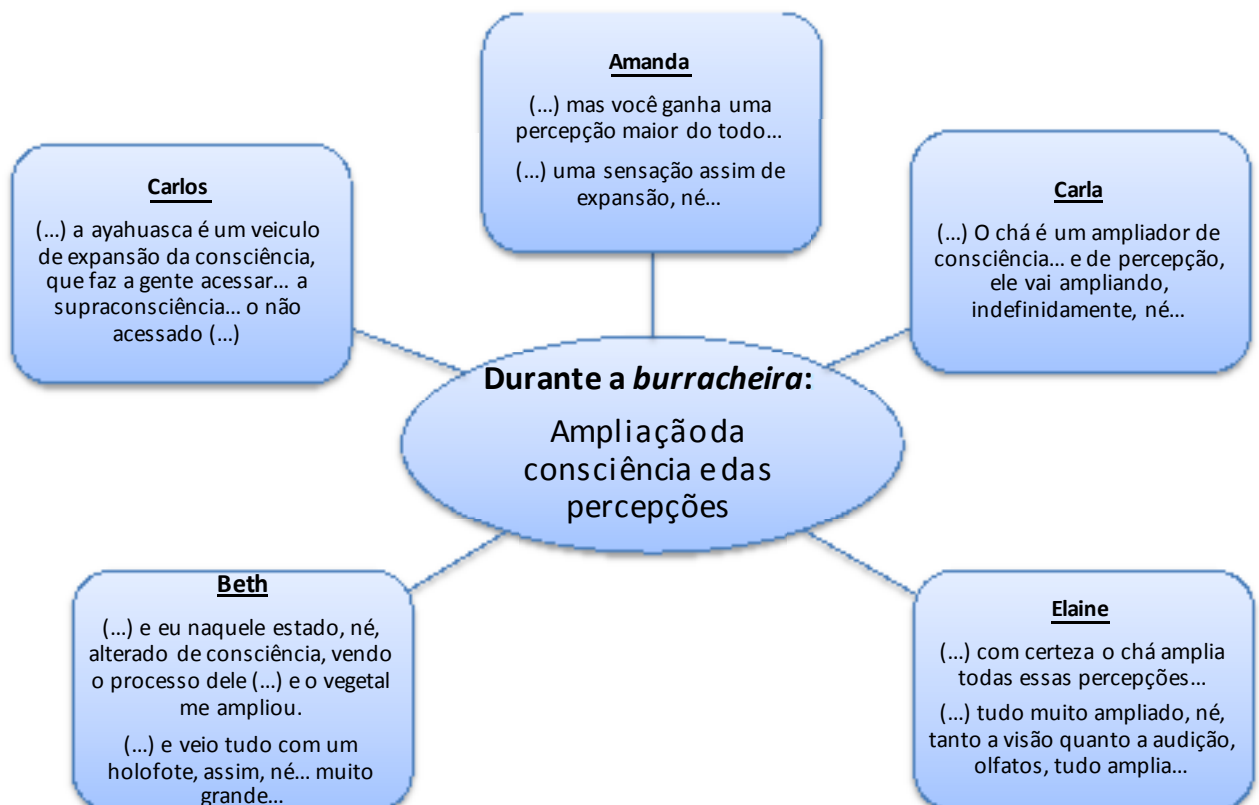 Amanda
(...) mas você ganha uma
percepção maior do todo...
(...) uma sensação assim de
expansão, né...
Carlos
(...) a ayahuasca é um veiculo
de expansão da consciência,
que faz a gente acessar... a
supraconsciência... o não
acessado (...)
Carla
(...) O chá é um ampliador de
consciência... e de percepção,
ele vai ampliando,
indefinidamente, né...
Durante a burracheira:
Ampliação da
consciência e das
percepções
Beth
(...) e eu naquele estado, né,
alterado de consciência, vendo
o processo dele (...) e o vegetal
me ampliou.
(...) e veio tudo com um
holofote, assim, né... muito
grande...
Elaine
(...) com certeza o chá amplia
todas essas percepções...
(...) tudo muito ampliado, né,
tanto a visão quanto a audição,
olfatos, tudo amplia...